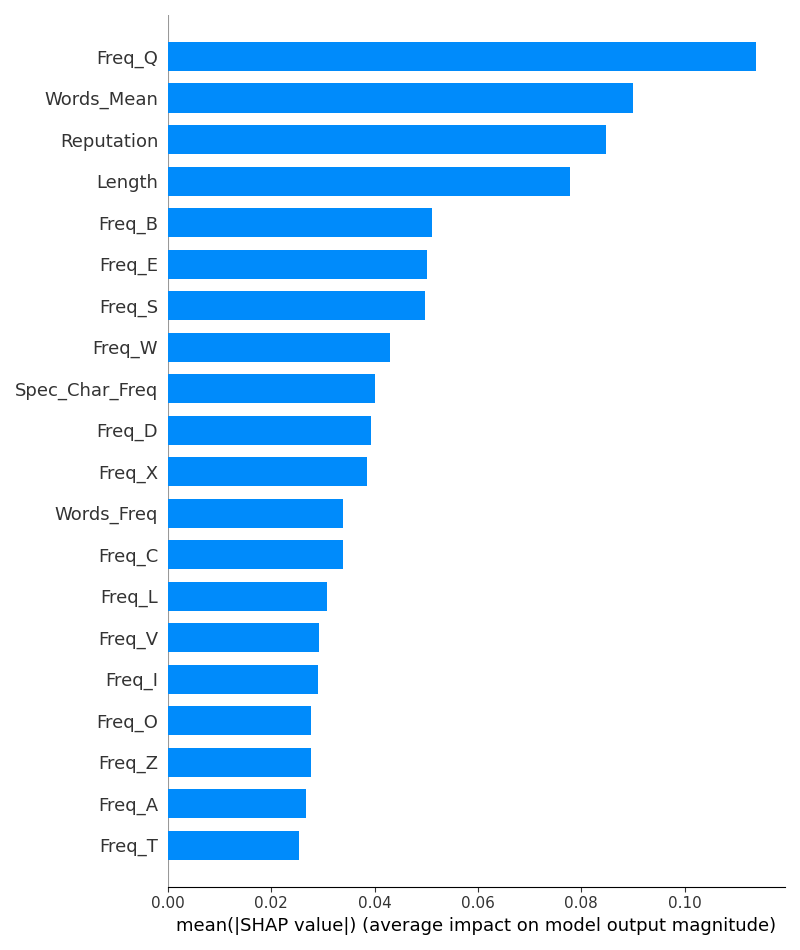 Freq_Q
Words_Mean
Reputation
Length
Freq_B
Freq_E
Freq_S
Freq_W
Spec_Char_Freq
Freq_D
Freq_X
Words_Freq
Freq_C
Freq_L
Freq_V
Freq_I
Freq_O
Freq_Z
Freq_A
Freq_T
0.00 0.02 0.04 0.06 0.08 0.10
mean(|SHAP value|) (average impact on model output magnitude)